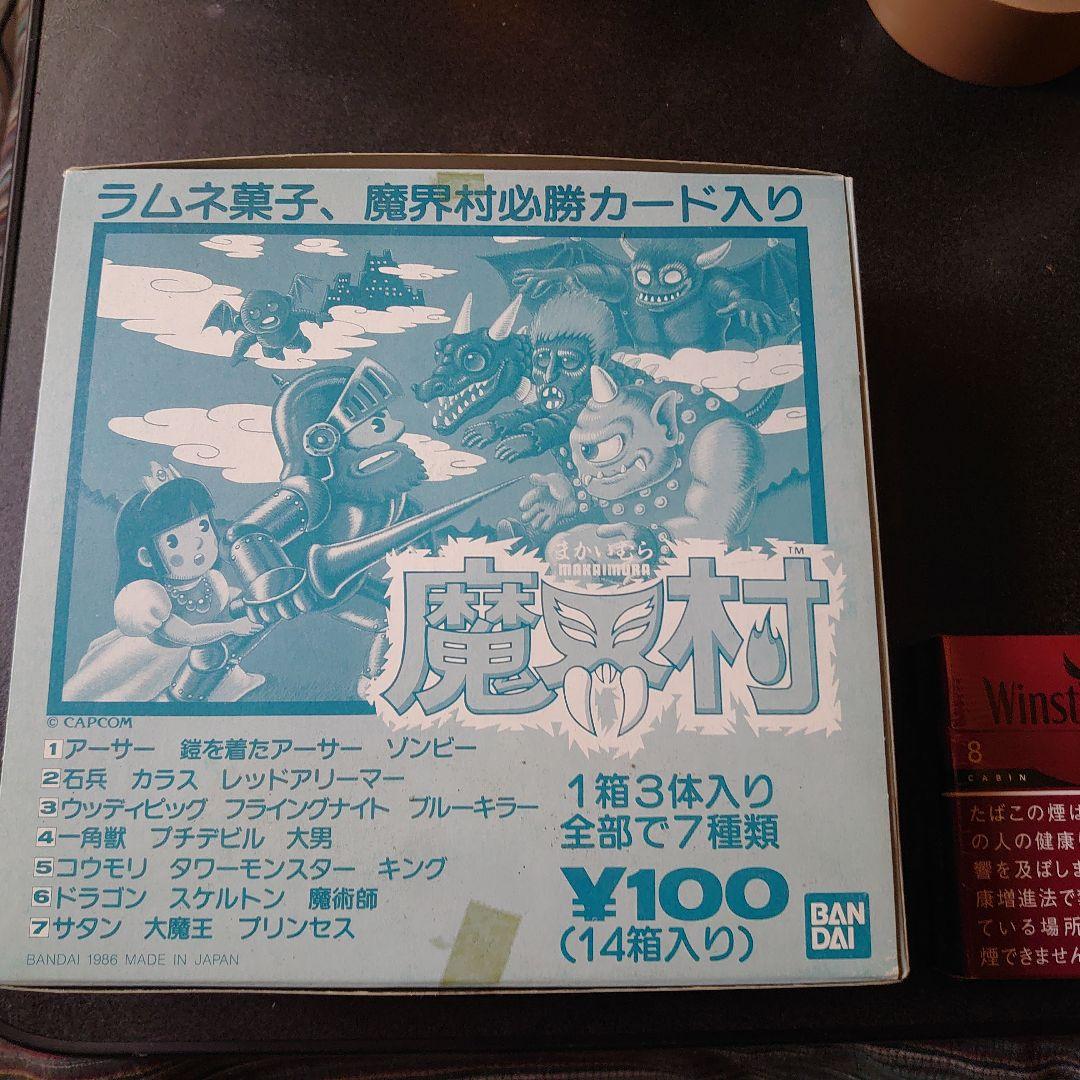 ラムネ菓子、魔界村必勝カード入り
まかいむら
MAKAIMURA
魔界村
TM
© CAPCOM
1 アーサー 鎧を着たアーサー ゾンビー
2 石兵 カラス レッドアリーマー
3 ウッディピッグ フライングナイト ブルーキラー
4 一角獣 プチデビル 大男
5 コウモリ タワーモンスター キング
6 ドラゴン スケルトン 魔術師
7 サタン 大魔王 プリンセス
BANDAI 1986 MADE IN JAPAN
1箱3体入り
全部で7種類
¥100
(14箱入り)
BAN
DAI
Winst
8
CABIN
たばこの煙は
の人の健康
響を及ぼしま
康増進法で
ている場所
煙できません